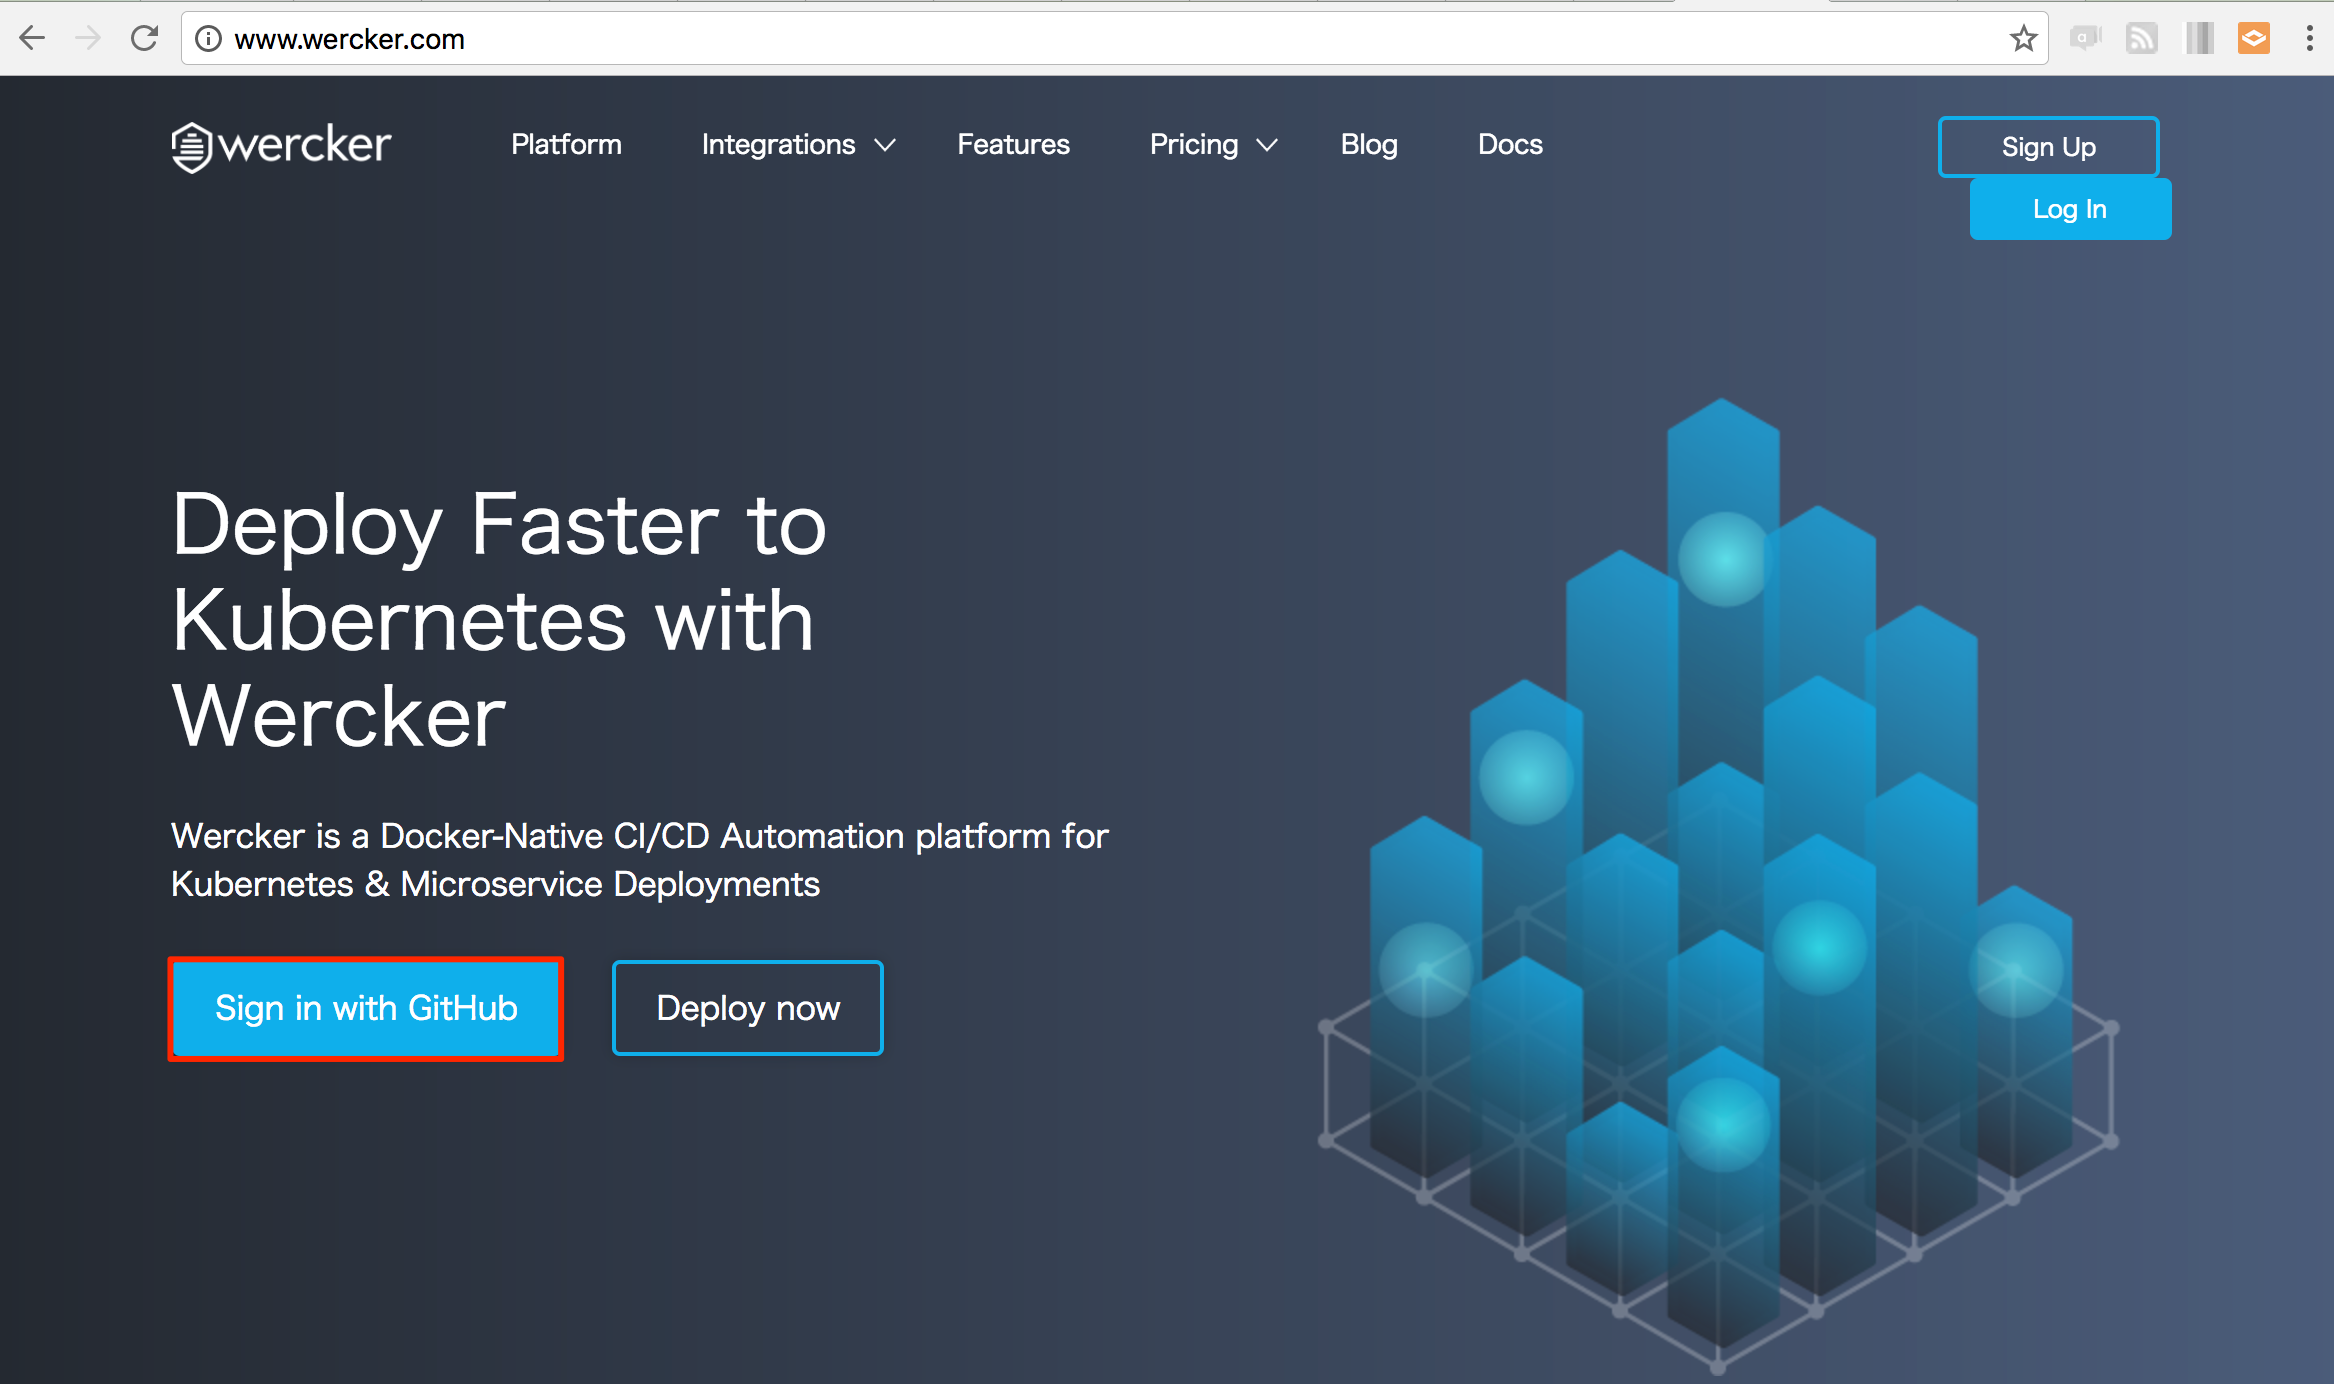 www.wercker.com
wercker
Platform
Integrations
Features
Pricing
Blog
Docs
Sign Up
Log In
Deploy Faster to
Kubernetes with
Wercker
Wercker is a Docker-Native CI/CD Automation platform for
Kubernetes & Microservice Deployments
Sign in with GitHub
Deploy now